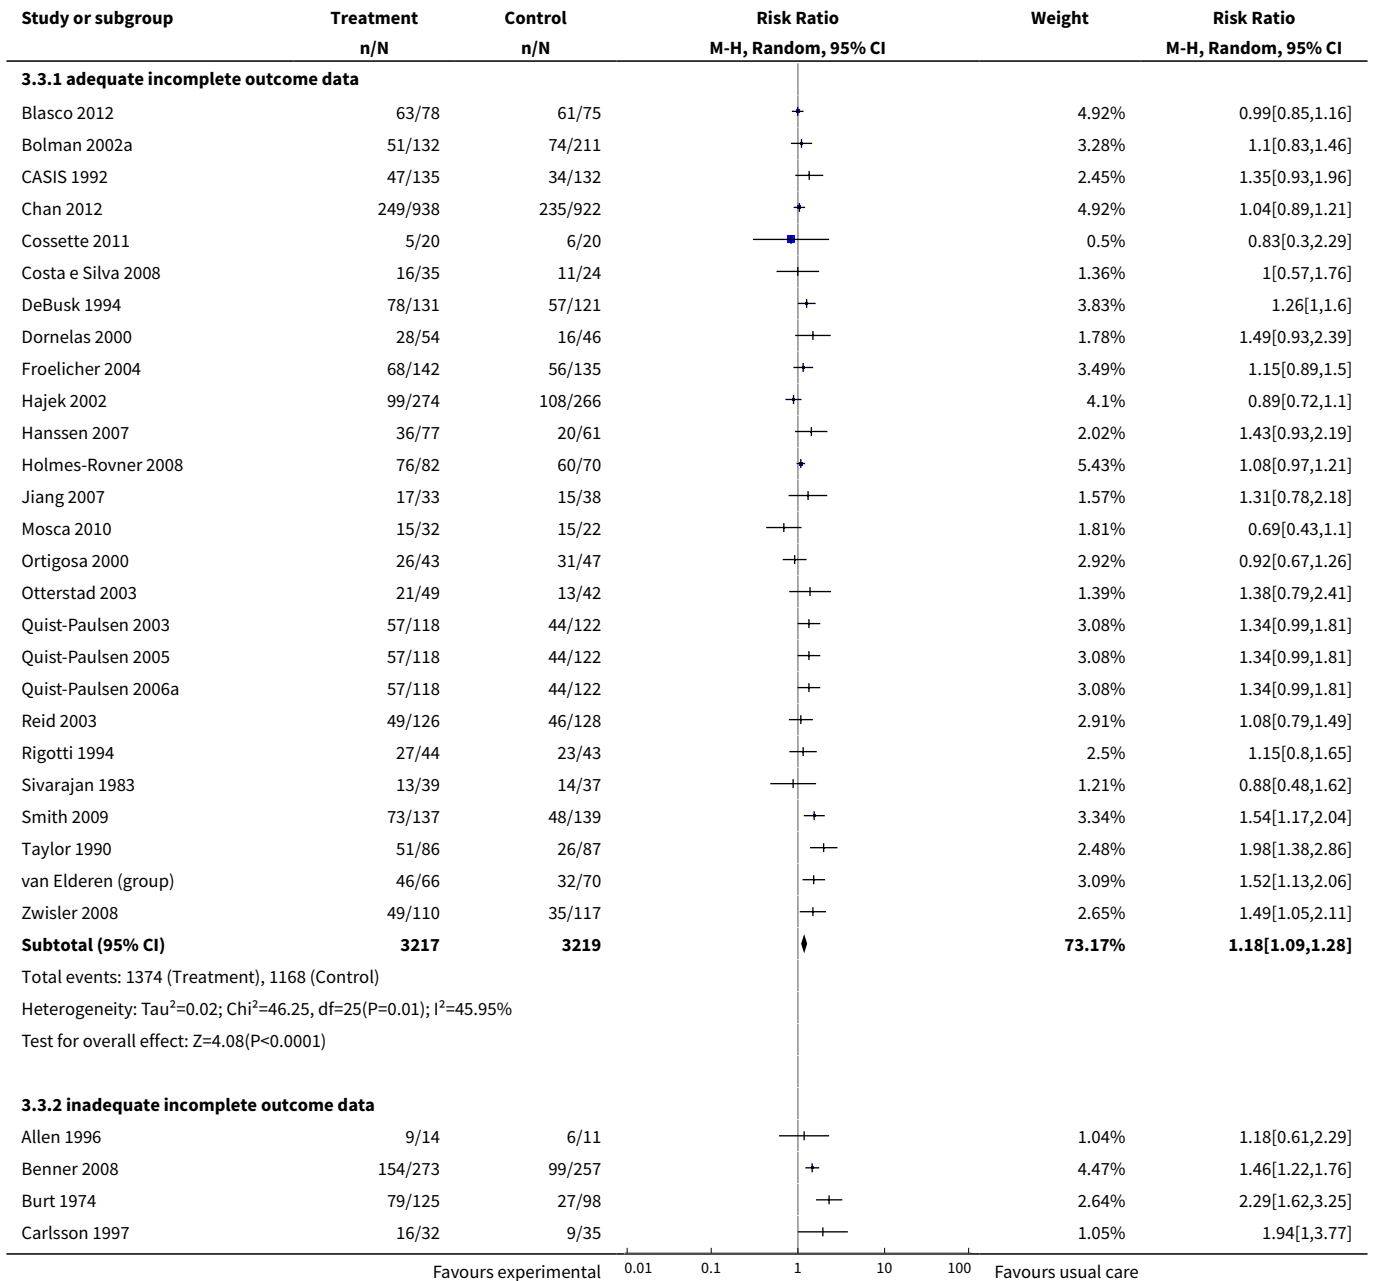 Study or subgroup Treatment Control Risk Ratio Weight Risk Ratio
n/N n/N M-H, Random, 95% CI M-H, Random, 95% CI
3.3.1 adequate incomplete outcome data
Blasco 2012 63/78 61/75 4.92% 0.99[0.85,1.16]
Bolman 2002a 51/132 74/211 3.28% 1.1[0.83,1.46]
CASIS 1992 47/135 34/132 2.45% 1.35[0.93,1.96]
Chan 2012 249/938 235/922 4.92% 1.04[0.89,1.21]
Cossette 2011 5/20 6/20 0.5% 0.83[0.3,2.29]
Costa e Silva 2008 16/35 11/24 1.36% 1[0.57,1.76]
DeBusk 1994 78/131 57/121 3.83% 1.26[1,1.6]
Dornelas 2000 28/54 16/46 1.78% 1.49[0.93,2.39]
Froelicher 2004 68/142 56/135 3.49% 1.15[0.89,1.5]
Hajek 2002 99/274 108/266 4.1% 0.89[0.72,1.1]
Hanssen 2007 36/77 20/61 2.02% 1.43[0.93,2.19]
Holmes-Rovner 2008 76/82 60/70 5.43% 1.08[0.97,1.21]
Jiang 2007 17/33 15/38 1.57% 1.31[0.78,2.18]
Mosca 2010 15/32 15/22 1.81% 0.69[0.43,1.1]
Ortigosa 2000 26/43 31/47 2.92% 0.92[0.67,1.26]
Otterstad 2003 21/49 13/42 1.39% 1.38[0.79,2.41]
Quist-Paulsen 2003 57/118 44/122 3.08% 1.34[0.99,1.81]
Quist-Paulsen 2005 57/118 44/122 3.08% 1.34[0.99,1.81]
Quist-Paulsen 2006a 57/118 44/122 3.08% 1.34[0.99,1.81]
Reid 2003 49/126 46/128 2.91% 1.08[0.79,1.49]
Rigotti 1994 27/44 23/43 2.5% 1.15[0.8,1.65]
Sivarajan 1983 13/39 14/37 1.21% 0.88[0.48,1.62]
Smith 2009 73/137 48/139 3.34% 1.54[1.17,2.04]
Taylor 1990 51/86 26/87 2.48% 1.98[1.38,2.86]
van Elderen (group) 46/66 32/70 3.09% 1.52[1.13,2.06]
Zwisler 2008 49/110 35/117 2.65% 1.49[1.05,2.11]
Subtotal (95% CI) 3217 3219 73.17% 1.18[1.09,1.28]
Total events: 1374 (Treatment), 1168 (Control)
Heterogeneity: Tau²=0.02; Chi²=46.25, df=25(P=0.01); I²=45.95%
Test for overall effect: Z=4.08(P<0.0001)
3.3.2 inadequate incomplete outcome data
Allen 1996 9/14 6/11 1.04% 1.18[0.61,2.29]
Benner 2008 154/273 99/257 4.47% 1.46[1.22,1.76]
Burt 1974 79/125 27/98 2.64% 2.29[1.62,3.25]
Carlsson 1997 16/32 9/35 1.05% 1.94[1,3.77]
Favours experimental 0.01 0.1 1 10 100 Favours usual care